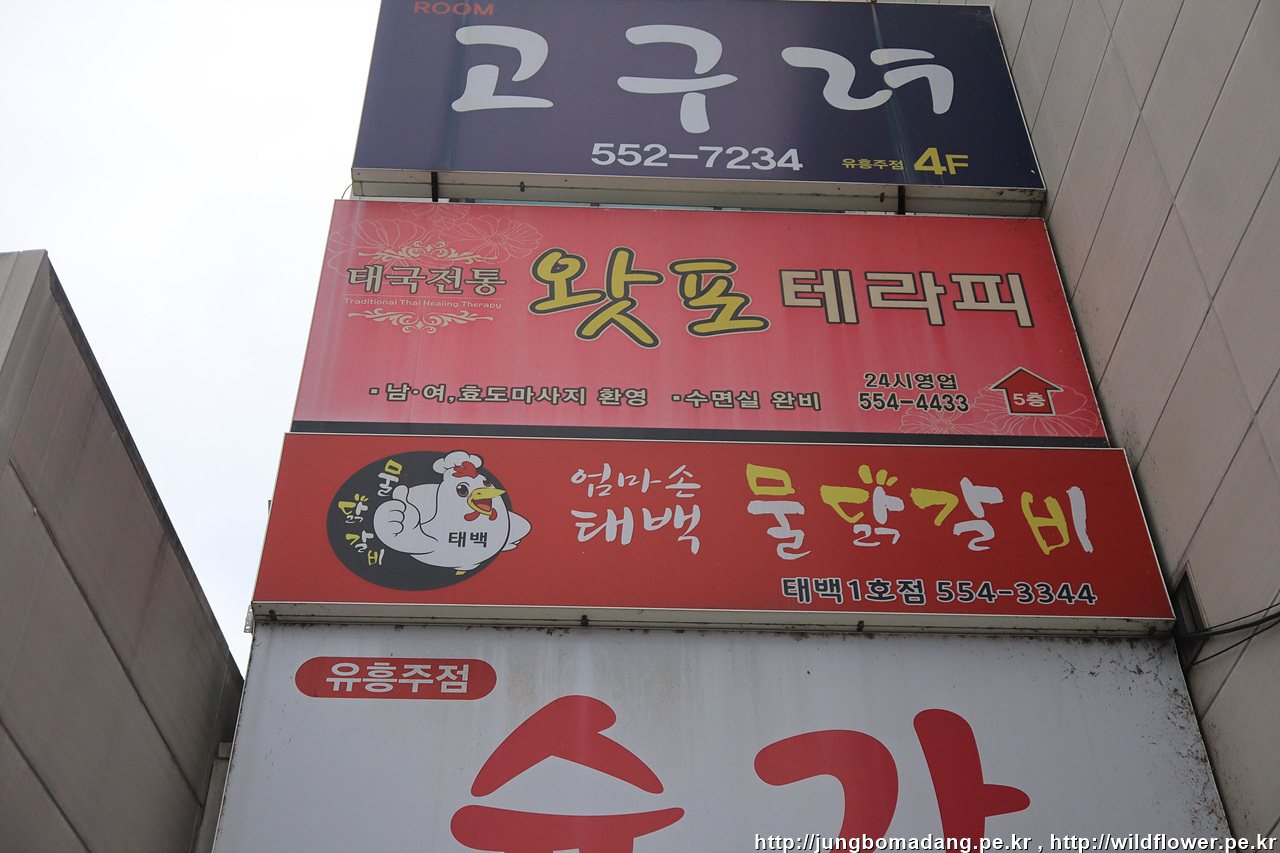 ROOM
고구려
552-7234
유흥주점 4F
태국전통
Traditional Thai Healing Therapy
왓포 테라피
·남·여,효도마사지 환영 ·수면실 완비
24시영업
554-4433
5층
물
닭
갈
비
태백
엄마손
태백 물닭갈비
태백1호점 554-3344
유흥주점
http://jungbomadang.pe.kr , http://wildflower.pe.kr